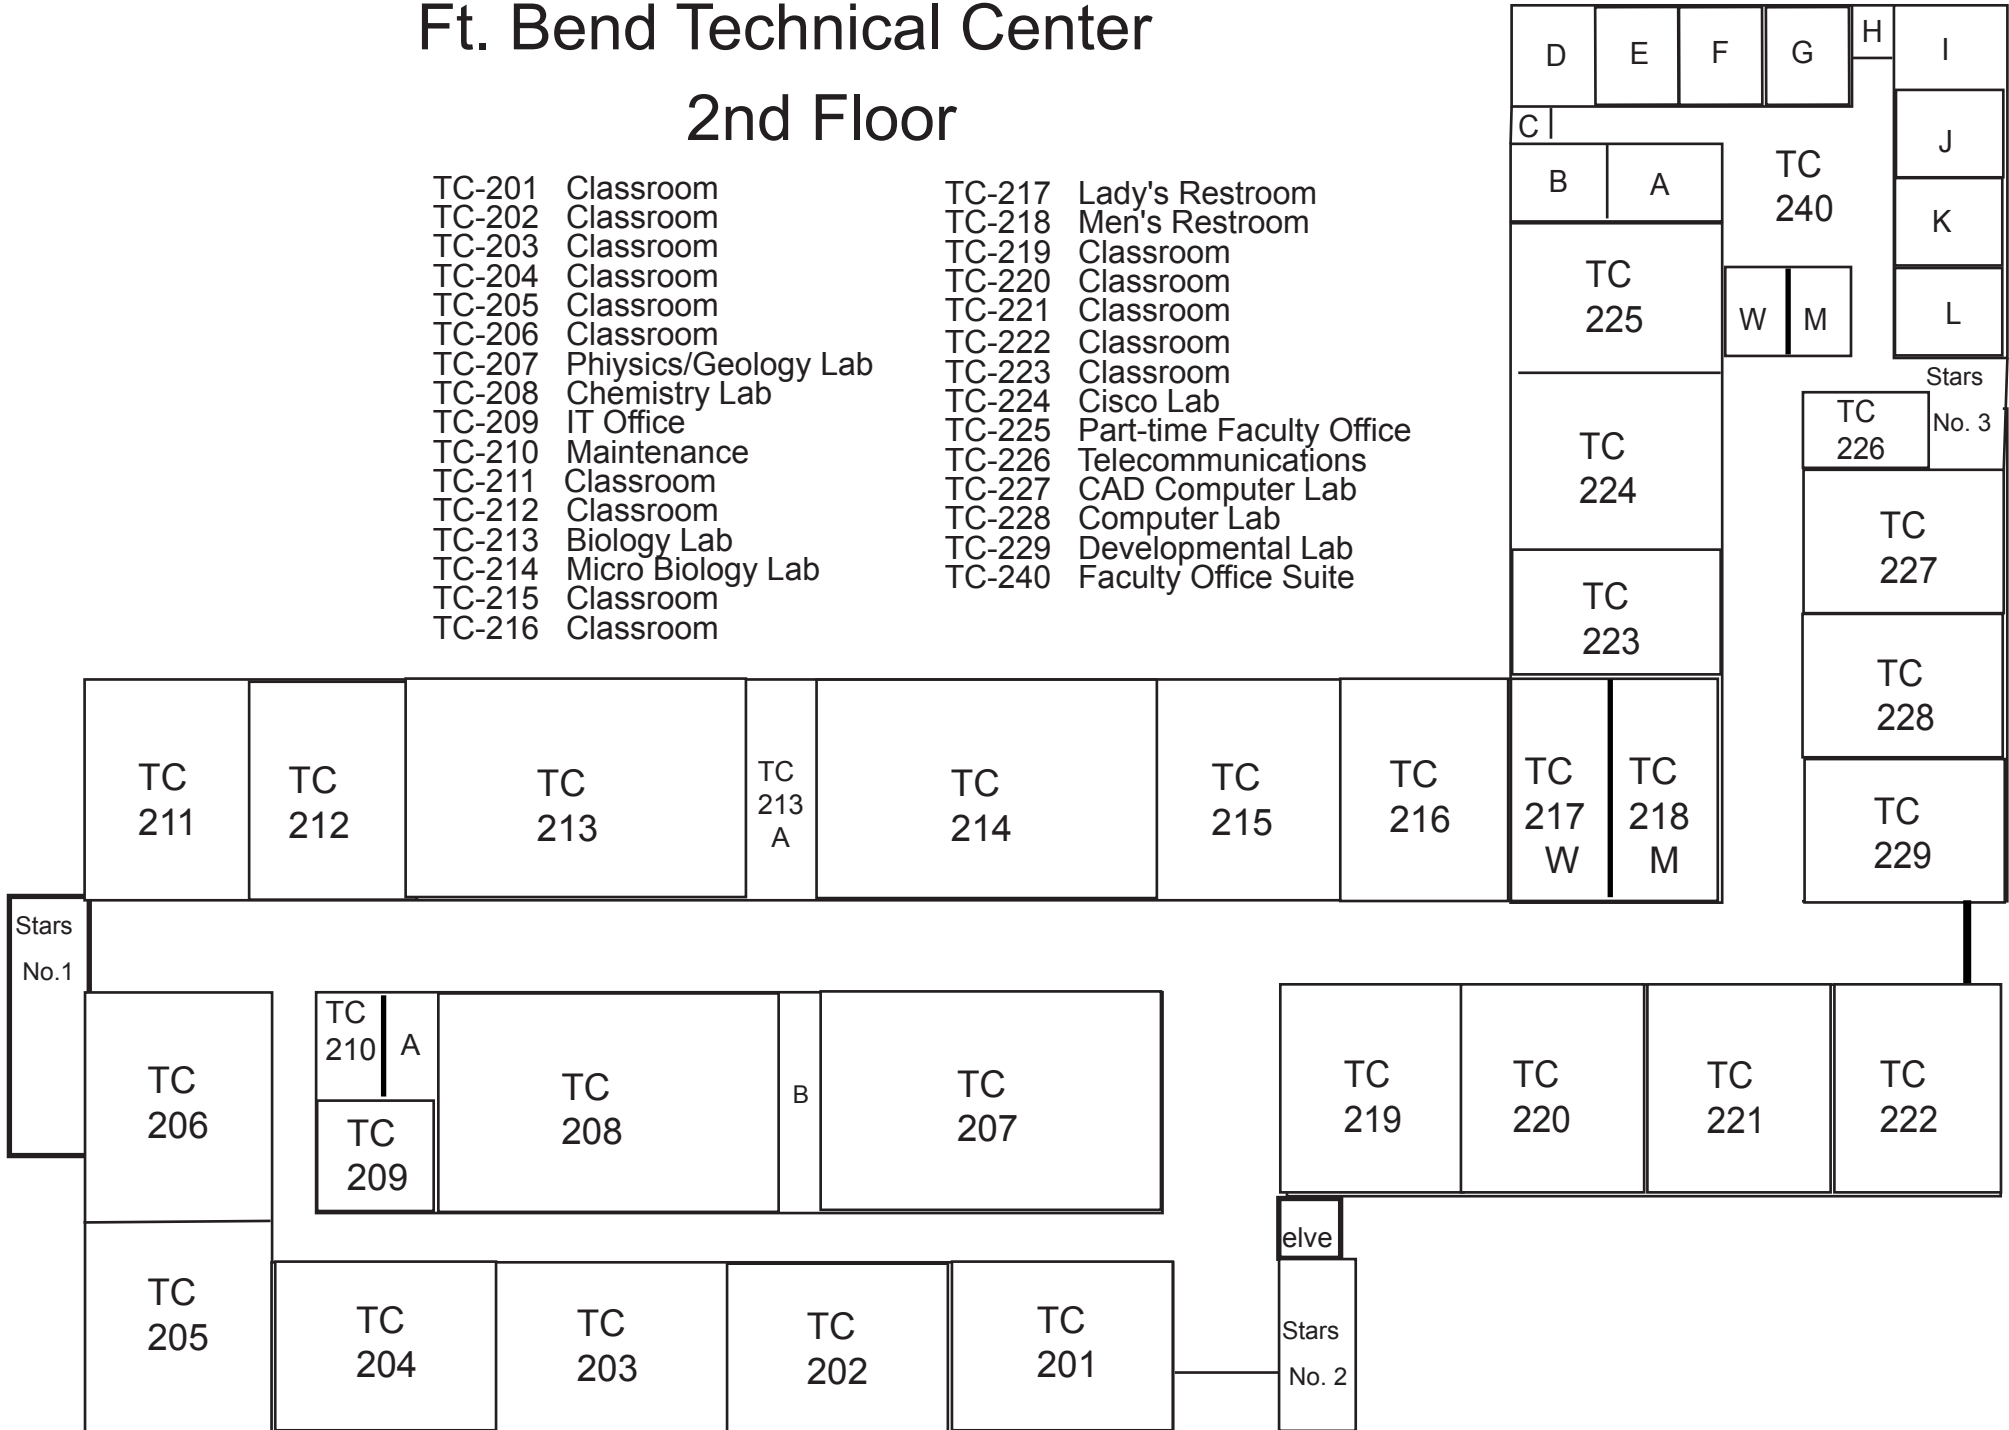 Ft. Bend Technical Center
2nd Floor
TC-201 Classroom
TC-202 Classroom
TC-203 Classroom
TC-204 Classroom
TC-205 Classroom
TC-206 Classroom
TC-207 Phiysics/Geology Lab
TC-208 Chemistry Lab
TC-209 IT Office
TC-210 Maintenance
TC-211 Classroom
TC-212 Classroom
TC-213 Biology Lab
TC-214 Micro Biology Lab
TC-215 Classroom
TC-216 Classroom
TC-217 Lady's Restroom
TC-218 Men's Restroom
TC-219 Classroom
TC-220 Classroom
TC-221 Classroom
TC-222 Classroom
TC-223 Classroom
TC-224 Cisco Lab
TC-225 Part-time Faculty Office
TC-226 Telecommunications
TC-227 CAD Computer Lab
TC-228 Computer Lab
TC-229 Developmental Lab
TC-240 Faculty Office Suite
D
E
F
G
H
I
C
J
B
A
TC
240
K
TC
225
W
M
L
Stars
No. 3
TC
226
TC
224
TC
227
TC
223
TC
228
TC
211
TC
212
TC
213
TC
213
A
TC
214
TC
215
TC
216
TC
217
W
TC
218
M
TC
229
Stars
No.1
TC
206
TC
210
A
TC
209
TC
208
B
TC
207
TC
219
TC
220
TC
221
TC
222
elve
TC
205
TC
204
TC
203
TC
202
TC
201
Stars
No. 2